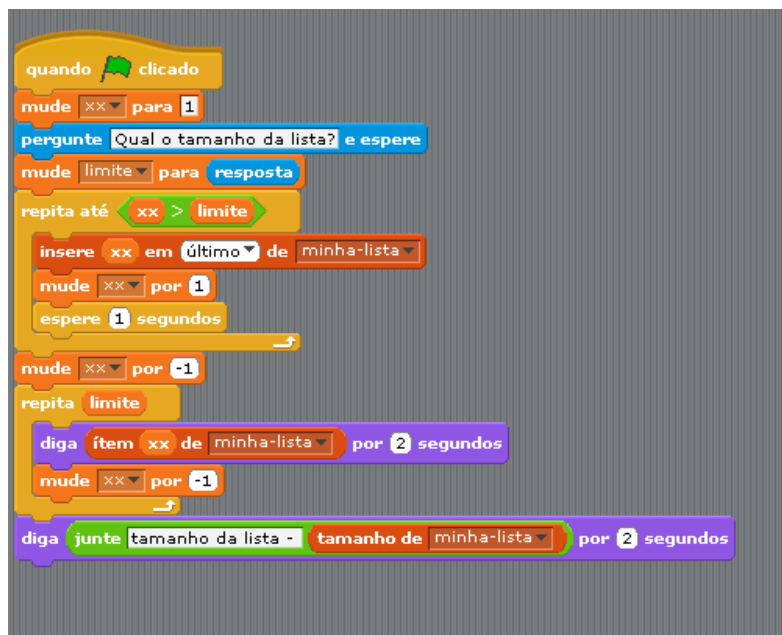 quando clicado
mude xx para 1
pergunte Qual o tamanho da lista? e espere
mude limite para resposta
repita até xx > limite
insere xx em último de minha-lista
mude xx por 1
espere 1 segundos
mude xx por -1
repita limite
diga ítem xx de minha-lista por 2 segundos
mude xx por -1
diga junte tamanho da lista - tamanho de minha-lista por 2 segundos